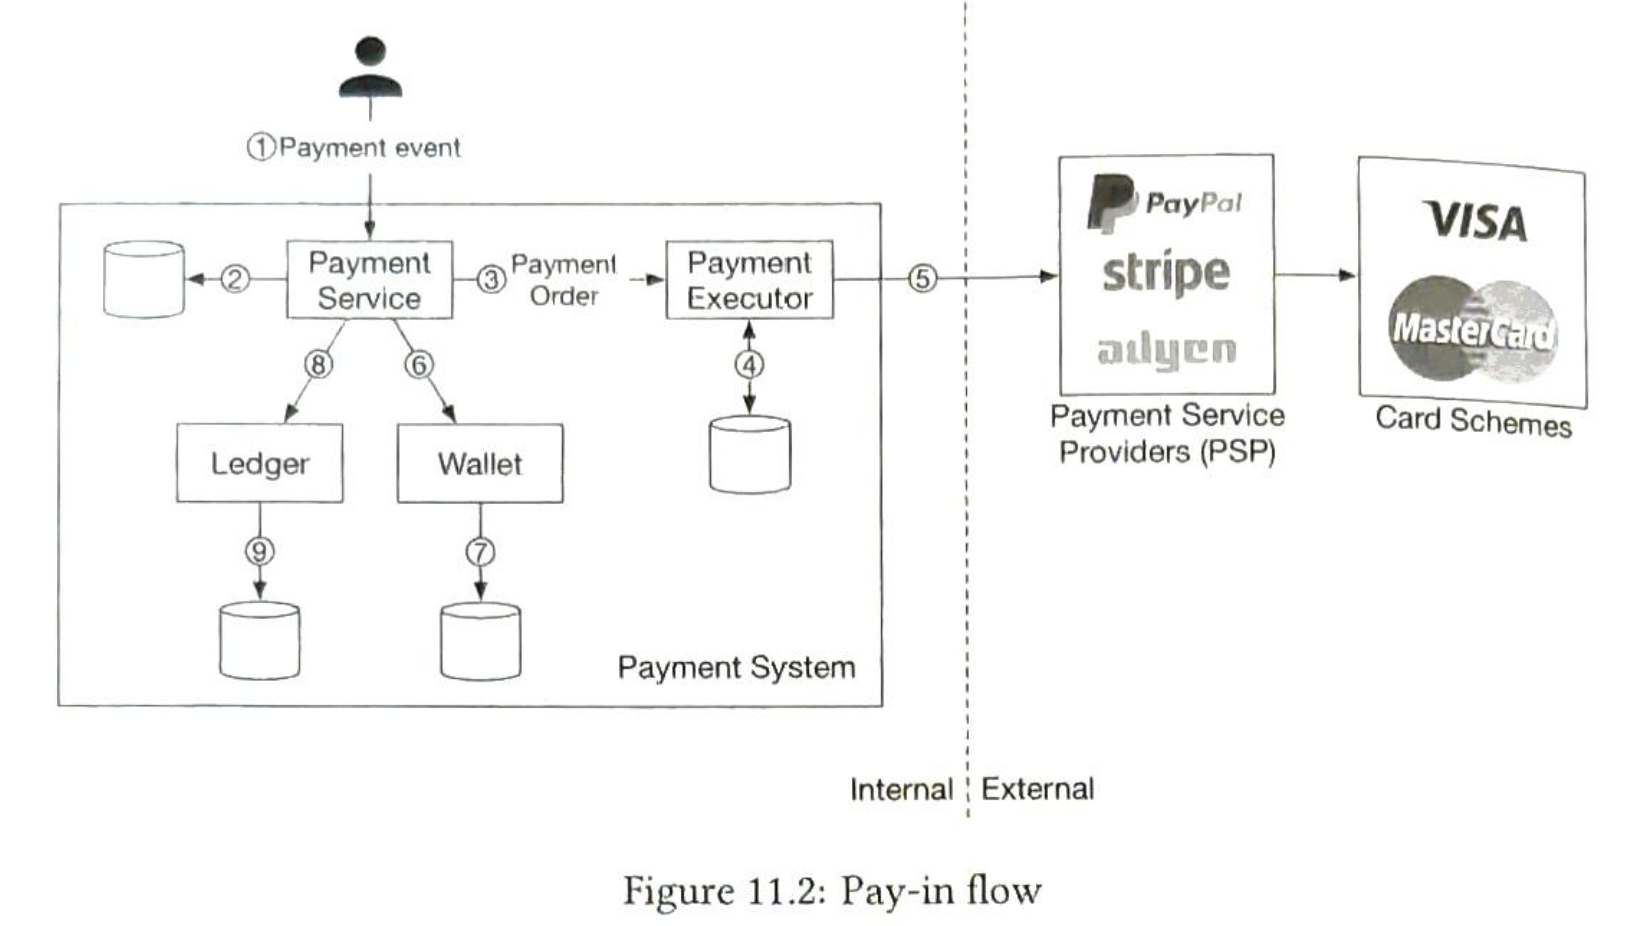 ①Payment event
Payment
Service
②
③
Payment
Order
Payment
Executor
⑤
⑧
⑥
④
Ledger
Wallet
⑨
⑦
Payment System
PayPal
stripe
adyen
Payment Service
Providers (PSP)
VISA
MasterCard
Card Schemes
Internal
External
Figure 11.2: Pay-in flow